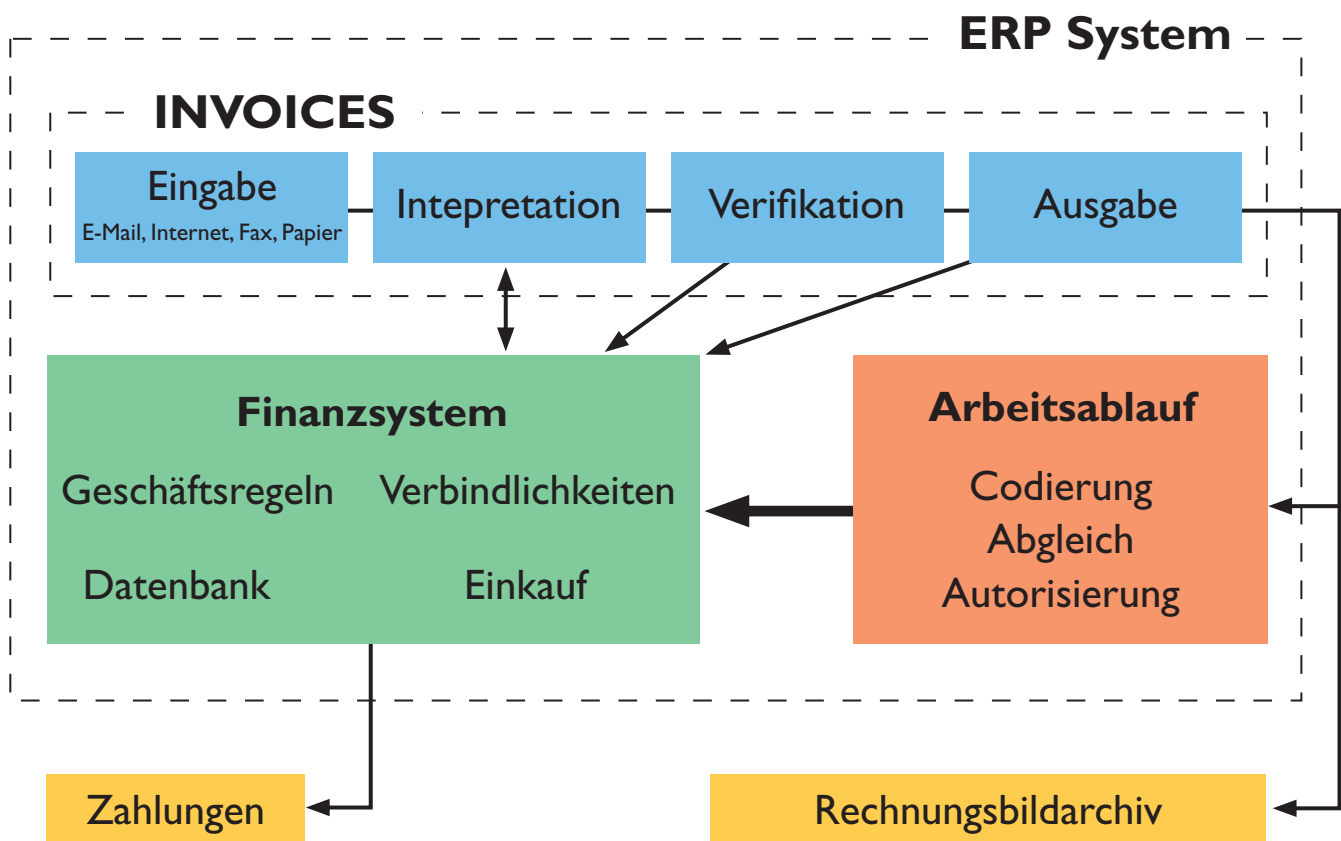 ERP System
INVOICES
Eingabe
E-Mail, Internet, Fax, Papier
Intepretation
Verifikation
Ausgabe
Finanzsystem
Geschäftsregeln
Verbindlichkeiten
Datenbank
Einkauf
Arbeitsablauf
Codierung
Abgleich
Autorisierung
Zahlungen
Rechnungsbildarchiv